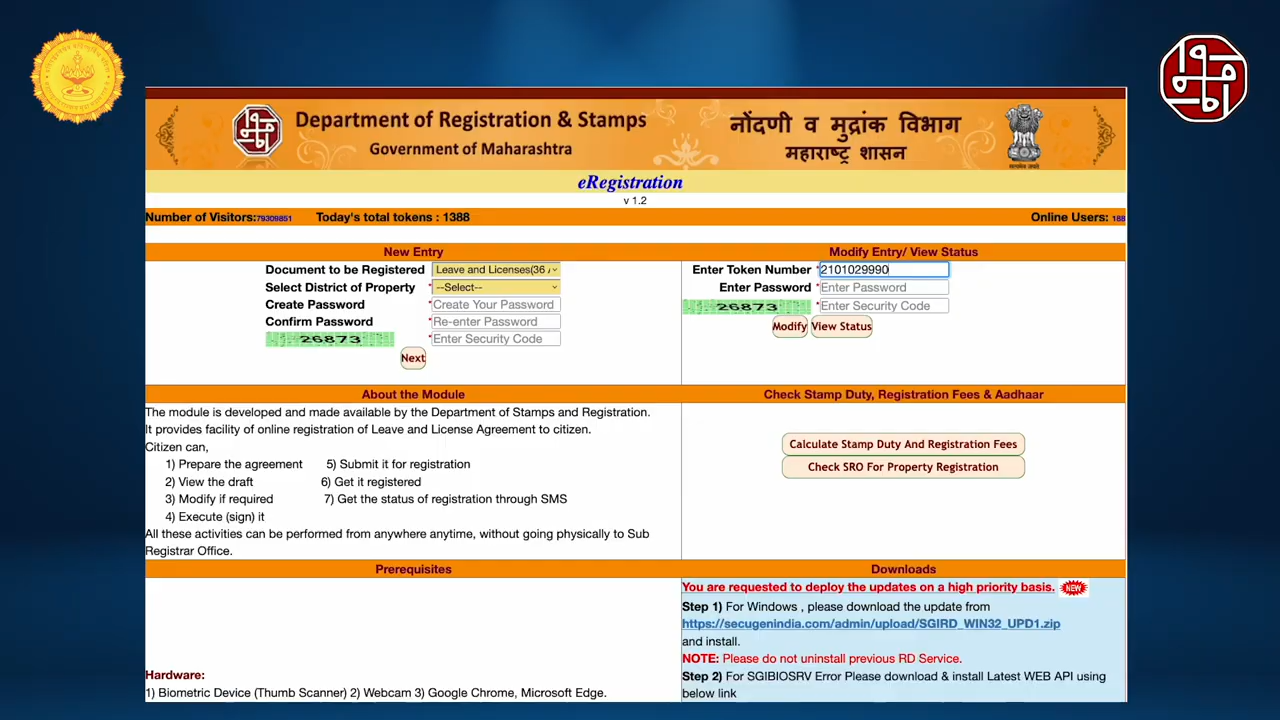 Department of Registration & Stamps
Government of Maharashtra
नोंदणी व मुद्रांक विभाग
महाराष्ट्र शासन
eRegistration
v 1.2
Number of Visitors:79309851 Today's total tokens : 1388 Online Users: 188
New Entry
Document to be Registered Leave and Licenses(36
Select District of Property *--Select--
Create Password *Create Your Password
Confirm Password *Re-enter Password
26873 *Enter Security Code
Next
Modify Entry/ View Status
Enter Token Number *2101029990
Enter Password *Enter Password
26873 *Enter Security Code
Modify View Status
About the Module
The module is developed and made available by the Department of Stamps and Registration.
It provides facility of online registration of Leave and License Agreement to citizen.
Citizen can,
1) Prepare the agreement 5) Submit it for registration
2) View the draft 6) Get it registered
3) Modify if required 7) Get the status of registration through SMS
4) Execute (sign) it
All these activities can be performed from anywhere anytime, without going physically to Sub
Registrar Office.
Check Stamp Duty, Registration Fees & Aadhaar
Calculate Stamp Duty And Registration Fees
Check SRO For Property Registration
Prerequisites
Hardware:
1) Biometric Device (Thumb Scanner) 2) Webcam 3) Google Chrome, Microsoft Edge.
Downloads
You are requested to deploy the updates on a high priority basis. NEW
Step 1) For Windows , please download the update from
https://secugenindia.com/admin/upload/SGIRD_WIN32_UPD1.zip
and install.
NOTE: Please do not uninstall previous RD Service.
Step 2) For SGIBIOSRV Error Please download & install Latest WEB API using
below link